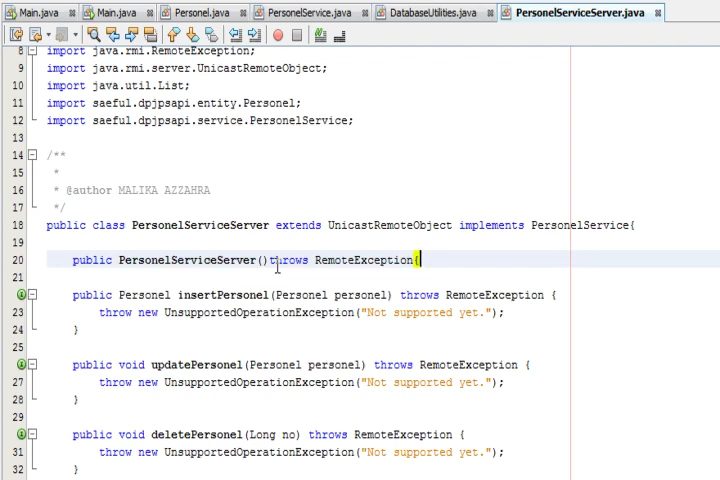 Main.java Main.java Personel.java PersonelService.java DatabaseUtilities.java PersonelServiceServer.java
8 import java.rmi.RemoteException;
9 import java.rmi.server.UnicastRemoteObject;
10 import java.util.List;
11 import saeful.dpjpsapi.entity.Personel;
12 import saeful.dpjpsapi.service.PersonelService;
13
14 /**
15 *
16 * @author MALIKA AZZAHRA
17 */
18 public class PersonelServiceServer extends UnicastRemoteObject implements PersonelService{
19
20 public PersonelServiceServer()throws RemoteException{
21
public Personel insertPersonel(Personel personel) throws RemoteException {
23 throw new UnsupportedOperationException("Not supported yet.");
24 }
25
public void updatePersonel(Personel personel) throws RemoteException {
27 throw new UnsupportedOperationException("Not supported yet.");
28 }
29
public void deletePersonel(Long no) throws RemoteException {
31 throw new UnsupportedOperationException("Not supported yet.");
32 }